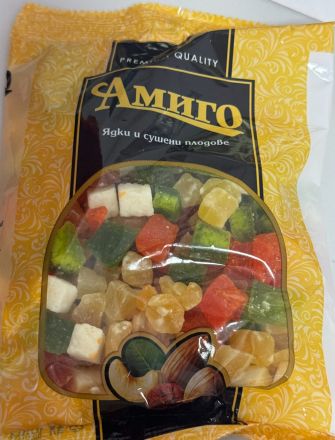 PREMIUM QUALITY
Амиго
Ядки и сушени плодове